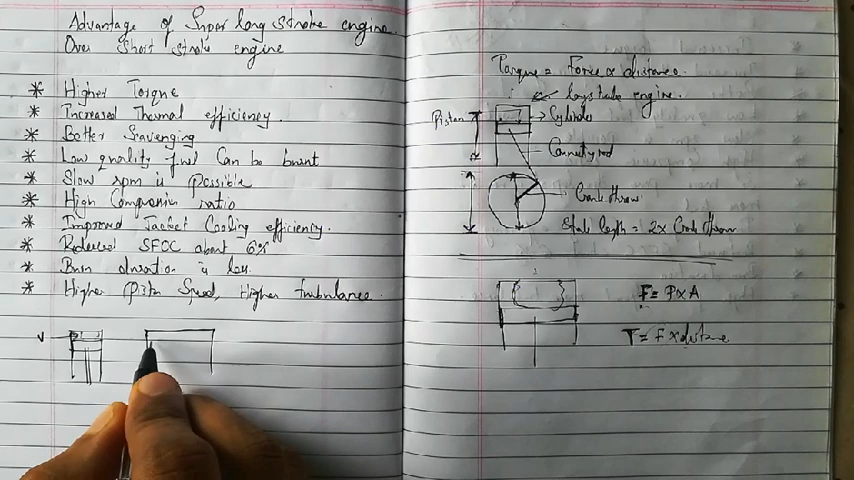 Advantage of Super long stroke engine
Over Short stroke engine
* Higher Torque
* Increased Thermal efficiency.
* Better Scavenging
* Low quality fuel Can be burnt
* Slow rpm is possible
* High Compression ratio
* Improved Jacket Cooling efficiency.
* Reduced SFOC about 6%
* Burn duration is less
* Higher piston Speed, Higher turbulance
V
Torque = Force x distance.
engine.
Piston
Cylinder
Connecting rod
Crank throw
Stroke length = 2x Crank throw
F = P x A
T = F x distance